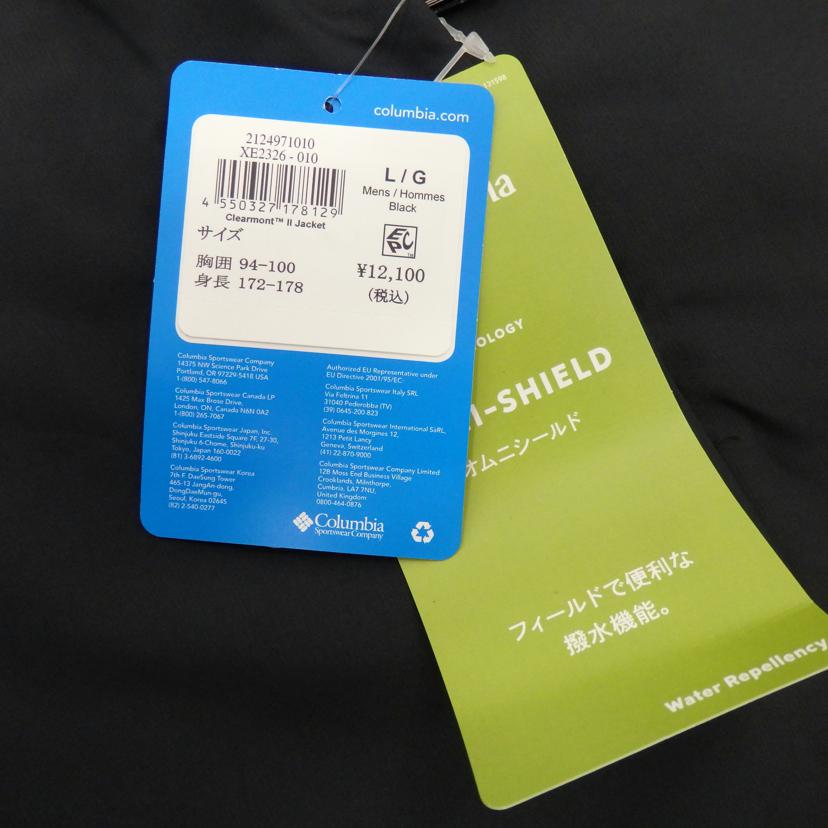 columbia.com
2124971010
XE2326 - 010
4 550327 178129
Clearmont™ II Jacket
L / G
Mens / Hommes
Black
サイズ
胸囲 94-100
身長 172-178
EPC™
¥12,100
(税込)
Columbia Sportswear Company
14375 NW Science Park Drive
Portland, OR 97229-5418 USA
1-(800) 547-8066
Columbia Sportswear Canada LP
1425 Max Brose Drive,
London, ON, Canada N6N 0A2
1-(800) 265-7067
Columbia Sportswear Japan, Inc.
Shinjuku Eastside Square 7F, 27-30,
Shinjuku 6-Chome, Shinjuku-ku
Tokyo, Japan 160-0022
(81) 3-6892-4600
Columbia Sportswear Korea
7th F. DaeSung Tower
465-13 JangAn-dong,
DongDaeMun-gu,
Seoul, Korea 02645
(82) 2-540-0277
Authorized EU Representative under
EU Directive 2001/95/EC:
Columbia Sportswear Italy SRL
Via Feltrina 11
31040 Pederobba (TV)
(39) 0645-200 823
Columbia Sportswear International SàRL,
Avenue des Morgines 12,
1213 Petit Lancy
Geneva, Switzerland
(41) 22-870-9000
Columbia Sportswear Company Limited
12B Moss End Business Village
Crooklands, Milnthorpe,
Cumbria, LA7 7NU,
United Kingdom
0800-464-0876
Columbia
Sportswear Company
ia
OLOGY
I-SHIELD
オムニシールド
フィールドで便利な
撥水機能。
Water Repellency